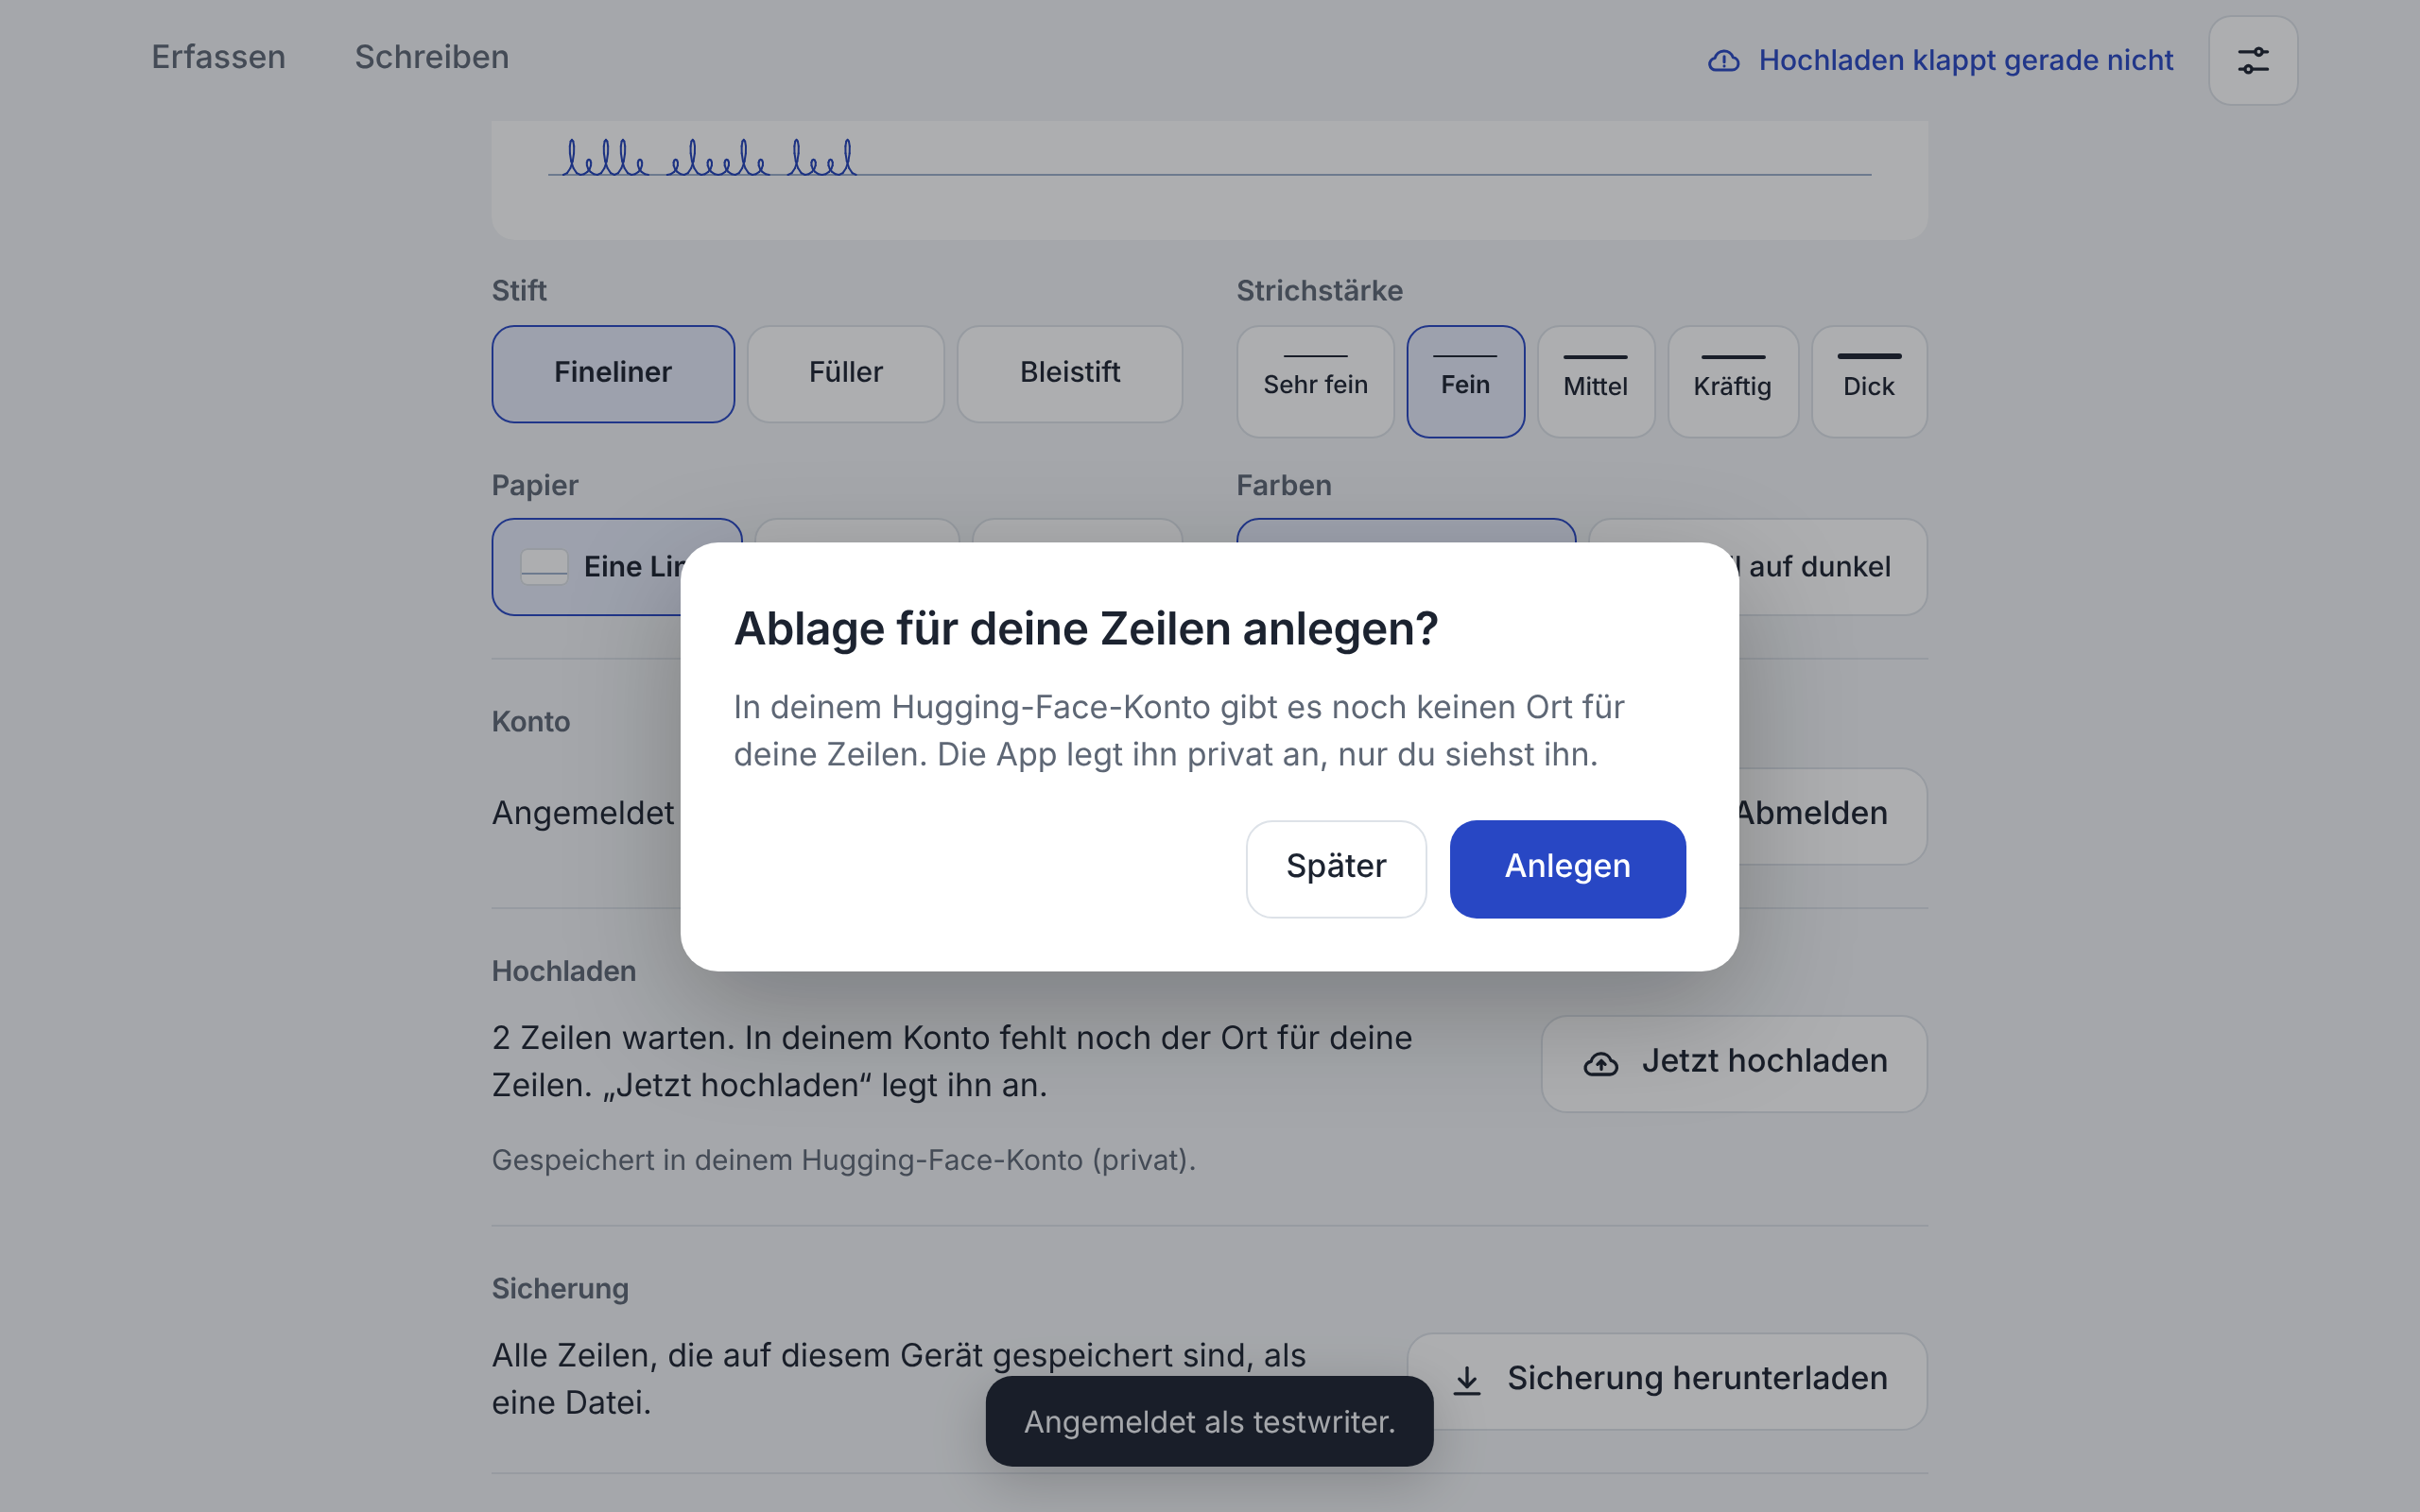 Erfassen Schreiben Hochladen klappt gerade nicht
Stift
Fineliner Füller Bleistift
Strichstärke
Sehr fein Fein Mittel Kräftig Dick
Papier
Eine
Farben
auf dunkel
Ablage für deine Zeilen anlegen?
In deinem Hugging-Face-Konto gibt es noch keinen Ort für
deine Zeilen. Die App legt ihn privat an, nur du siehst ihn.
Später Anlegen
Konto
Angemeldet
Abmelden
Hochladen
2 Zeilen warten. In deinem Konto fehlt noch der Ort für deine
Zeilen. „Jetzt hochladen“ legt ihn an.
Jetzt hochladen
Gespeichert in deinem Hugging-Face-Konto (privat).
Sicherung
Alle Zeilen, die auf diesem Gerät gespeichert sind, als
eine Datei.
Sicherung herunterladen
Angemeldet als testwriter.